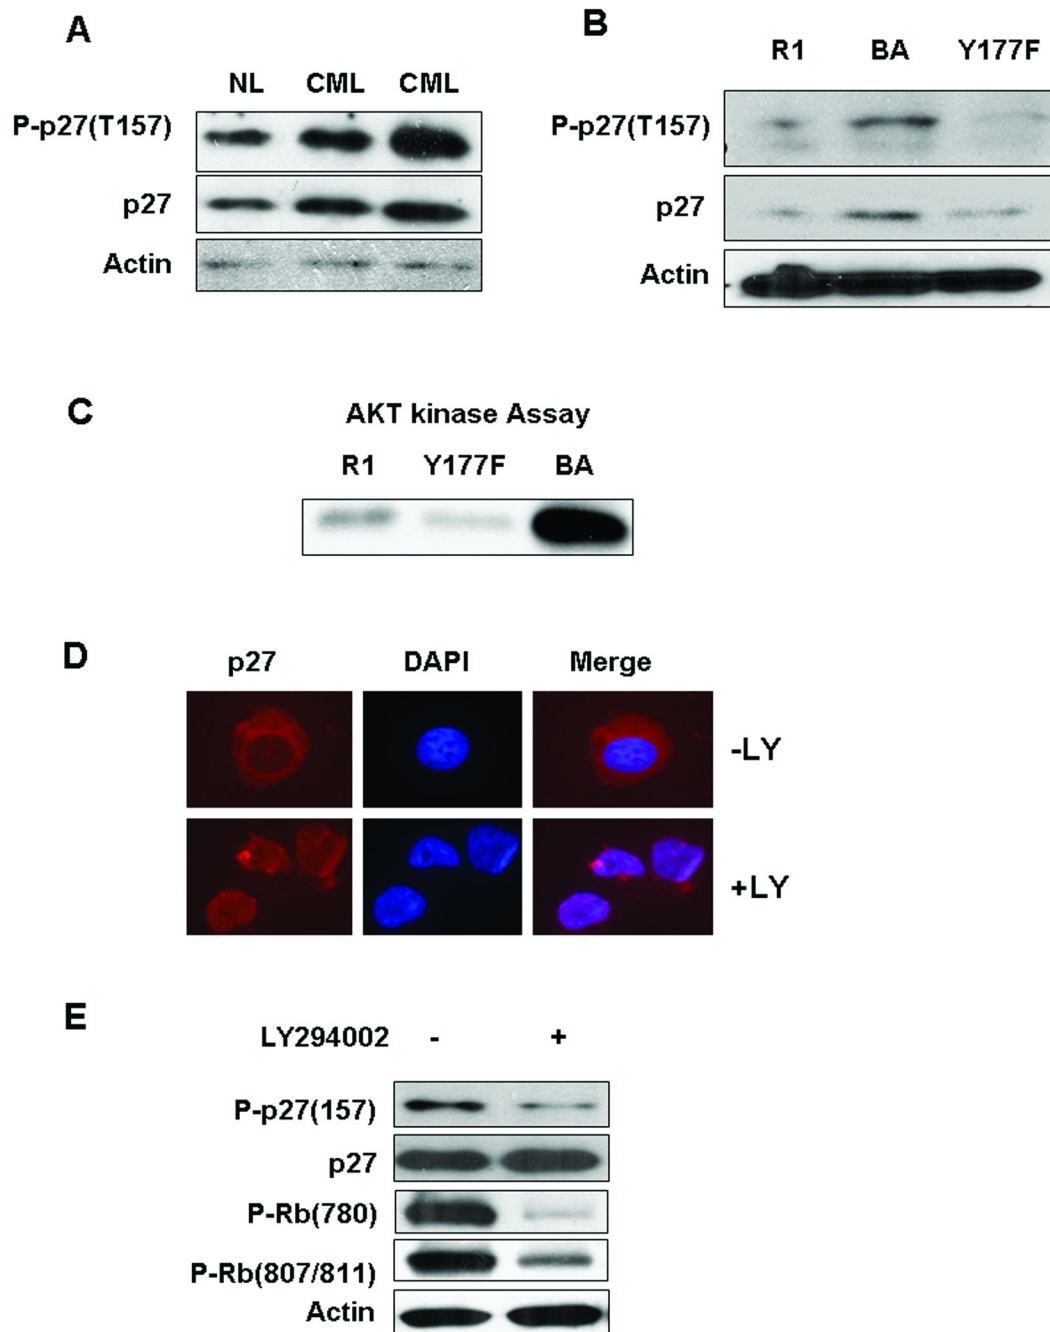 A
NL CML CML
P-p27(T157)
p27
Actin
B
R1 BA Y177F
P-p27(T157)
p27
Actin
C
AKT kinase Assay
R1 Y177F BA
D
p27 DAPI Merge
-LY
+LY
E
LY294002 - +
P-p27(157)
p27
P-Rb(780)
P-Rb(807/811)
Actin